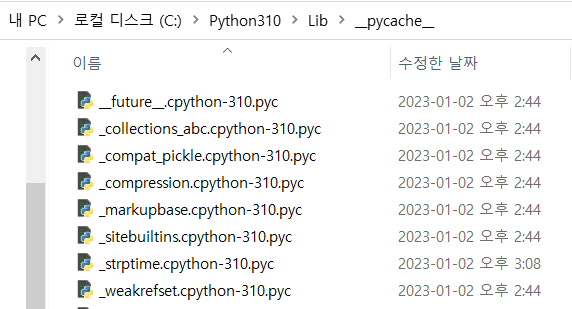 내 PC > 로컬 디스크 (C:) > Python310 > Lib > __pycache__
이름 수정한 날짜
__future__.cpython-310.pyc 2023-01-02 오후 2:44
_collections_abc.cpython-310.pyc 2023-01-02 오후 2:44
_compat_pickle.cpython-310.pyc 2023-01-02 오후 2:44
_compression.cpython-310.pyc 2023-01-02 오후 2:44
_markupbase.cpython-310.pyc 2023-01-02 오후 2:44
_sitebuiltins.cpython-310.pyc 2023-01-02 오후 2:44
_strptime.cpython-310.pyc 2023-01-02 오후 3:08
_weakrefset.cpython-310.pyc 2023-01-02 오후 2:44